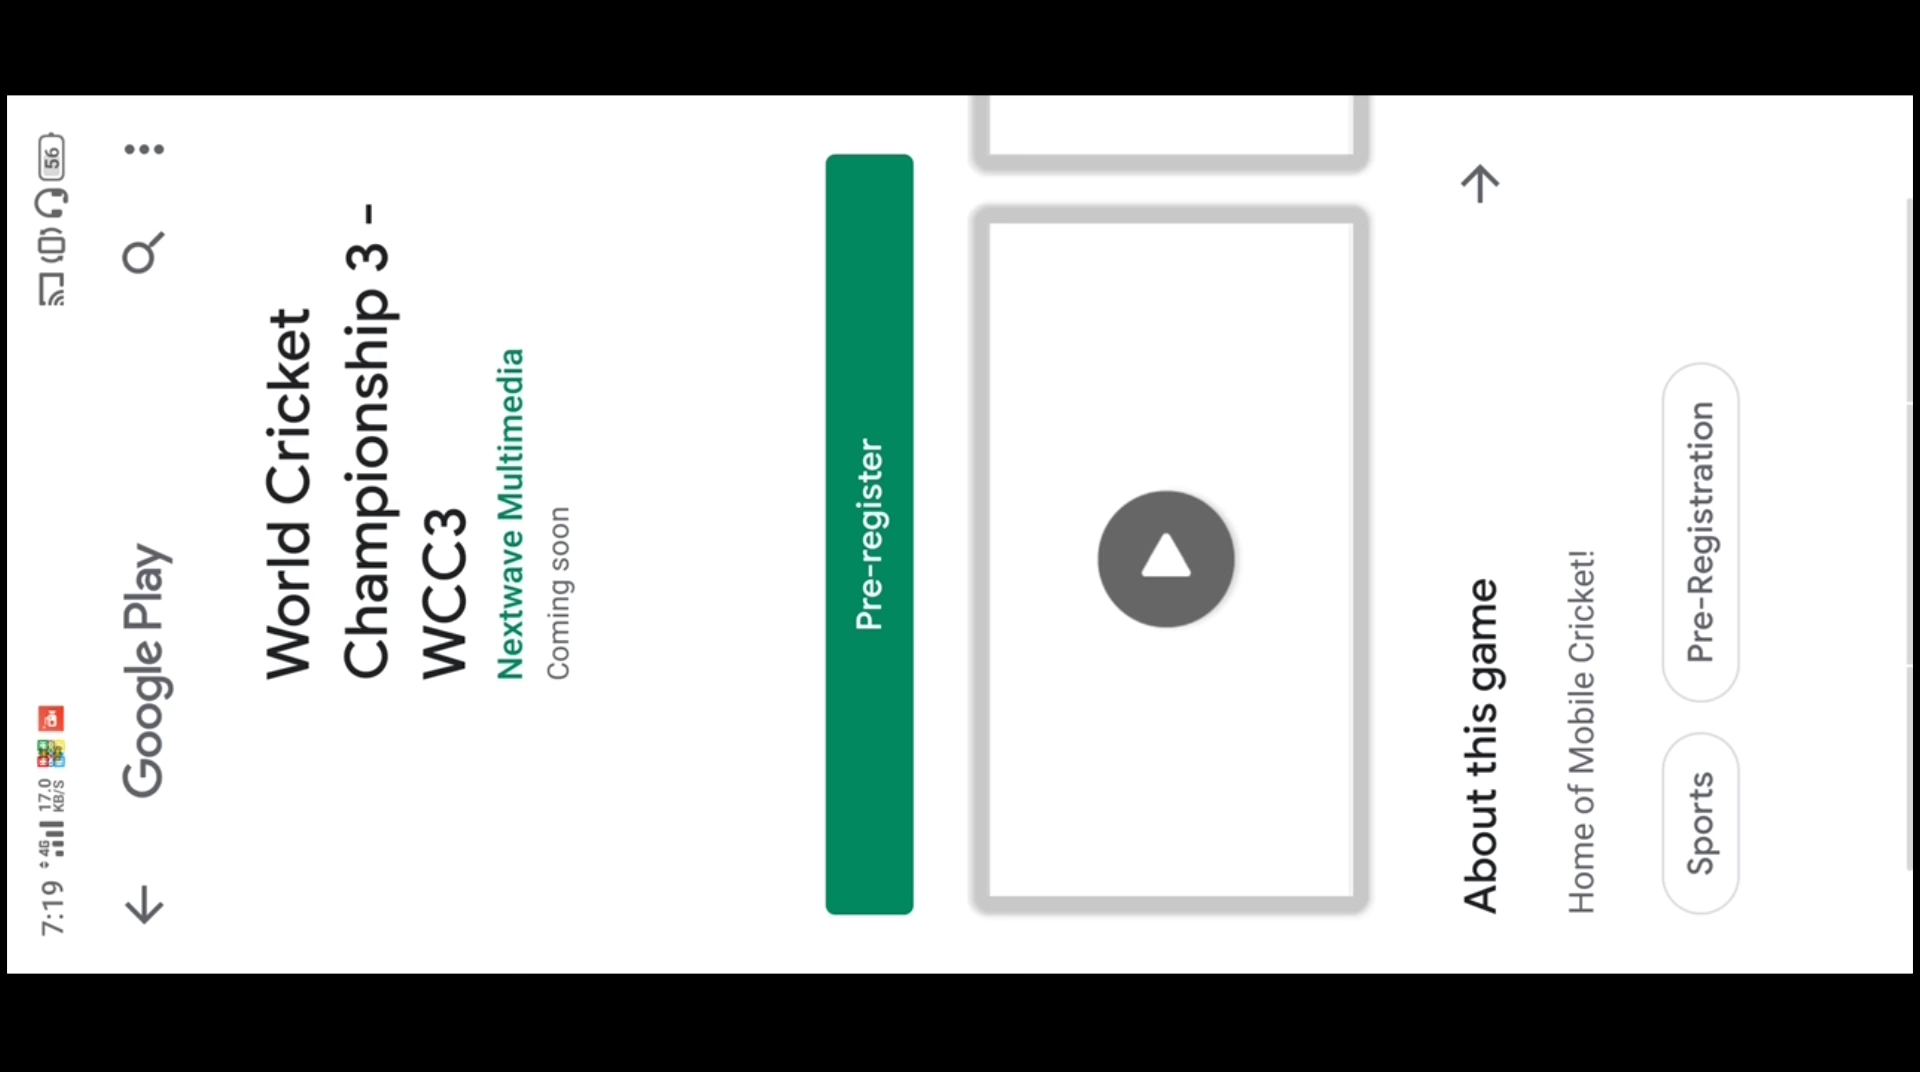 7:19 4G 17.0 KB/S 56
Google Play
World Cricket
Championship 3 -
WCC3
Nextwave Multimedia
Coming soon
Pre-register
About this game
Home of Mobile Cricket!
Sports Pre-Registration